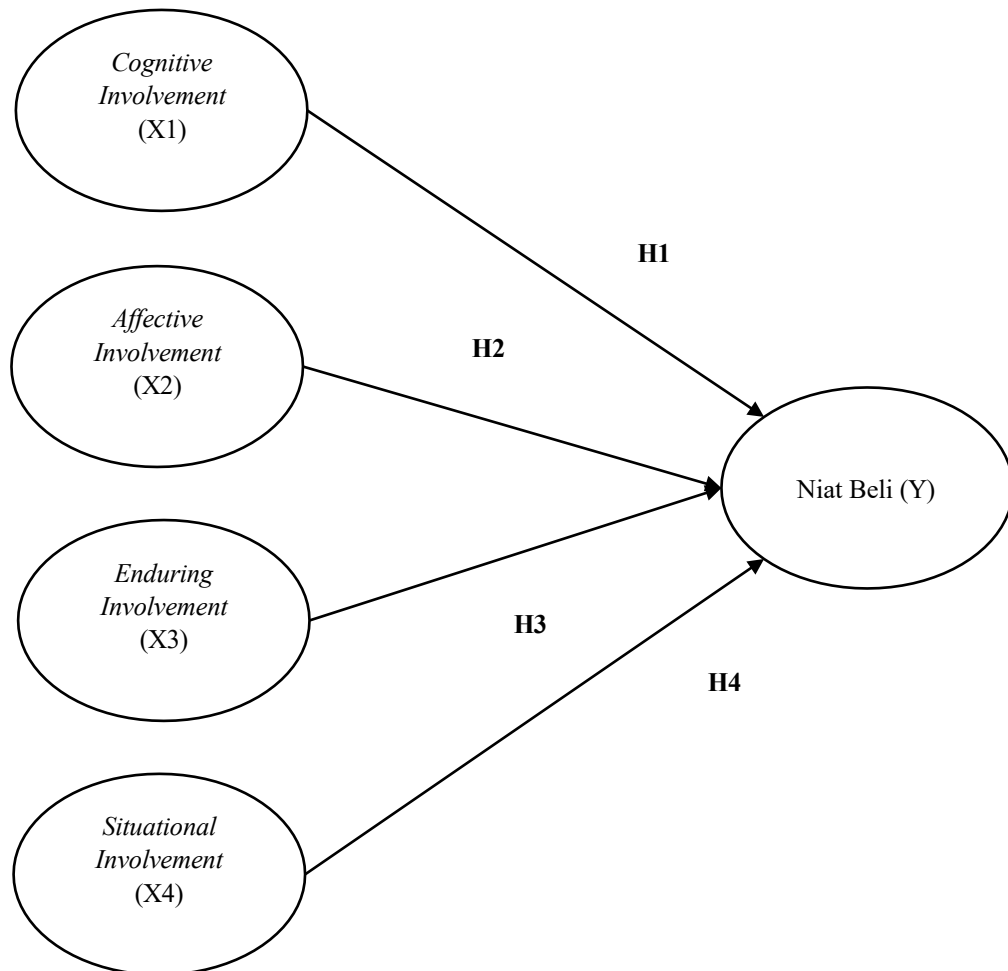 Cognitive
Involvement
(X1)
H1
Affective
Involvement
(X2)
H2
Niat Beli (Y)
Enduring
Involvement
(X3)
H3
H4
Situational
Involvement
(X4)